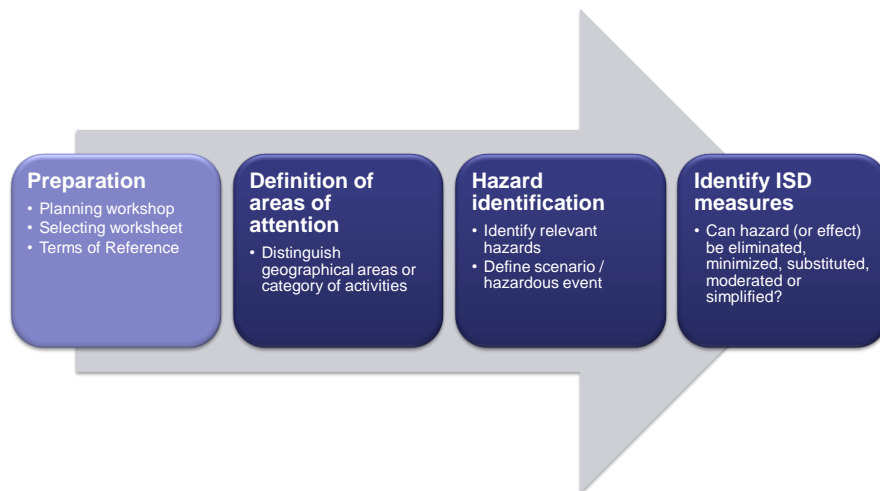 Preparation
• Planning workshop
• Selecting worksheet
• Terms of Reference
Definition of
areas of
attention
• Distinguish
geographical areas or
category of activities
Hazard
identification
• Identify relevant
hazards
• Define scenario /
hazardous event
Identify ISD
measures
• Can hazard (or effect)
be eliminated,
minimized, substituted,
moderated or
simplified?